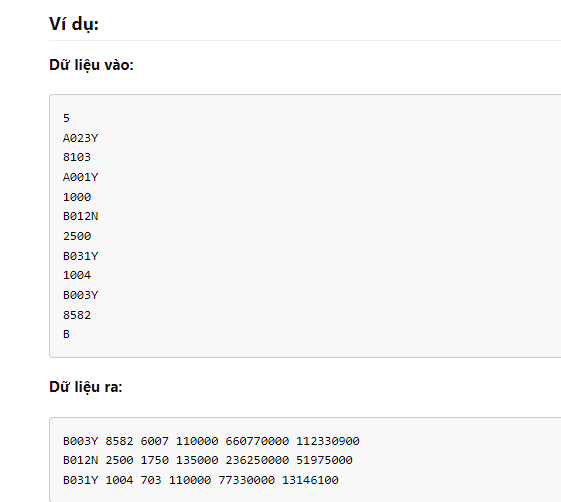 Ví dụ:
Dữ liệu vào:
5
A023Y
8103
A001Y
1000
B012N
2500
B031Y
1004
B003Y
8582
B
Dữ liệu ra:
B003Y 8582 6007 110000 660770000 112330900
B012N 2500 1750 135000 236250000 51975000
B031Y 1004 703 110000 77330000 13146100